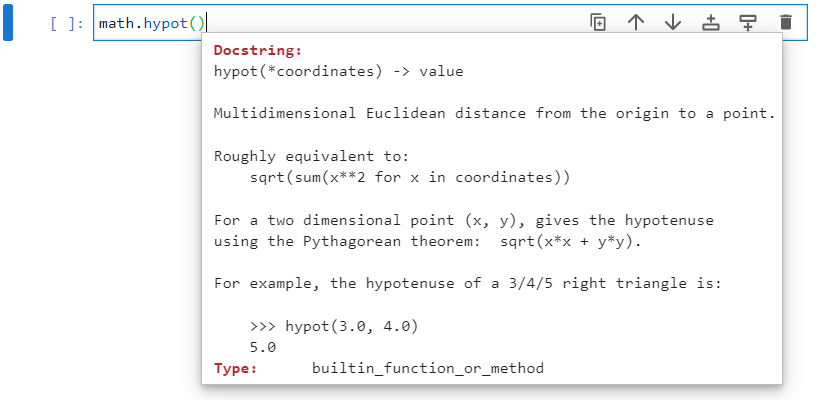 [ ]: math.hypot()
Docstring:
hypot(*coordinates) -> value
Multidimensional Euclidean distance from the origin to a point.
Roughly equivalent to:
    sqrt(sum(x**2 for x in coordinates))
For a two dimensional point (x, y), gives the hypotenuse
using the Pythagorean theorem:  sqrt(x*x + y*y).
For example, the hypotenuse of a 3/4/5 right triangle is:
    >>> hypot(3.0, 4.0)
    5.0
Type:      builtin_function_or_method